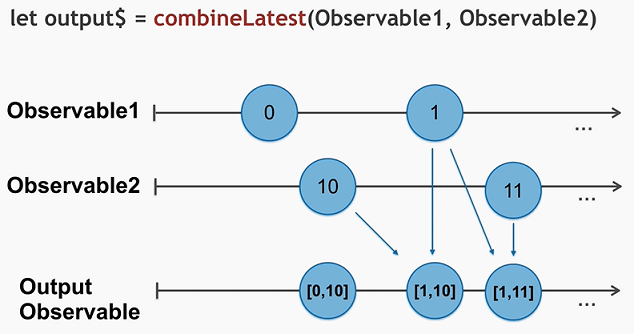 let output$ = combineLatest(Observable1, Observable2)
Observable1 0 1 ...
Observable2 10 11 ...
Output
Observable [0,10] [1,10] [1,11] ...